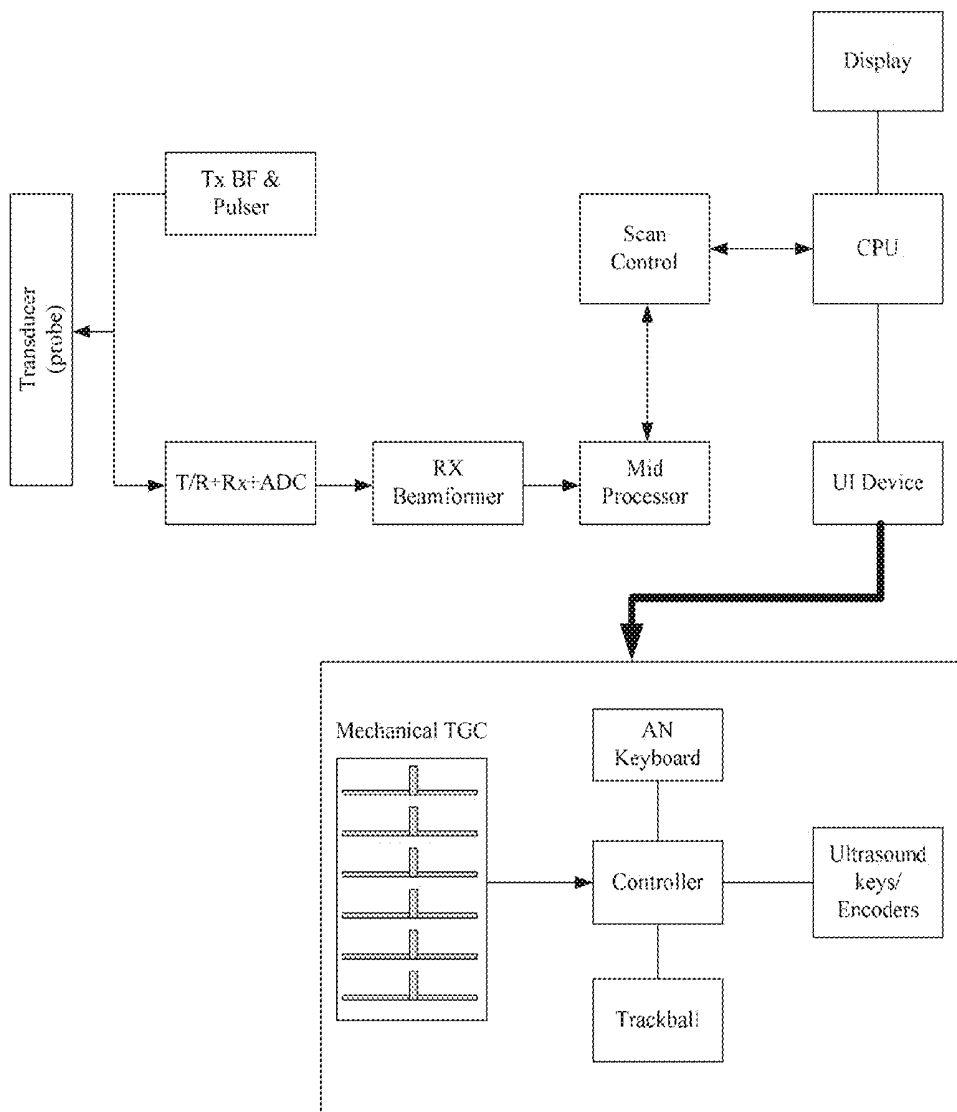 Display
Tx BF &
Pulser
Transducer
(probe)
Scan
Control
CPU
T/R+Rx+ADC
RX
Beamformer
Mid
Processor
UI Device
Mechanical TGC
AN
Keyboard
Controller
Ultrasound
keys/
Encoders
Trackball